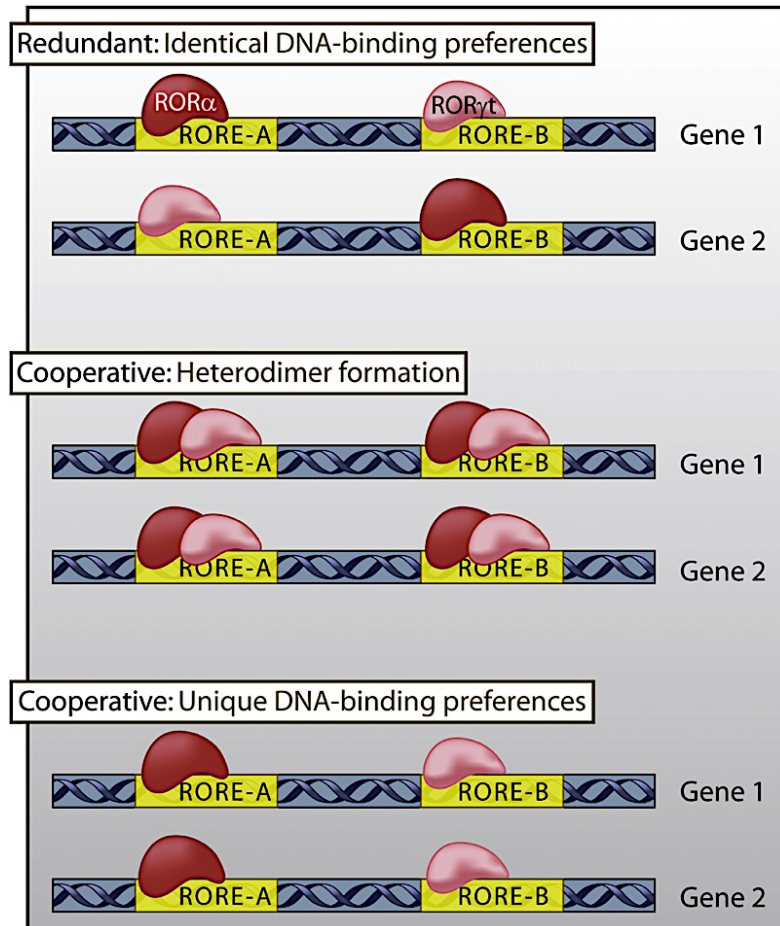 Redundant: Identical DNA-binding preferences
RORα RORγt
RORE-A RORE-B Gene 1
RORE-A RORE-B Gene 2
Cooperative: Heterodimer formation
RORE-A RORE-B Gene 1
RORE-A RORE-B Gene 2
Cooperative: Unique DNA-binding preferences
RORE-A RORE-B Gene 1
RORE-A RORE-B Gene 2